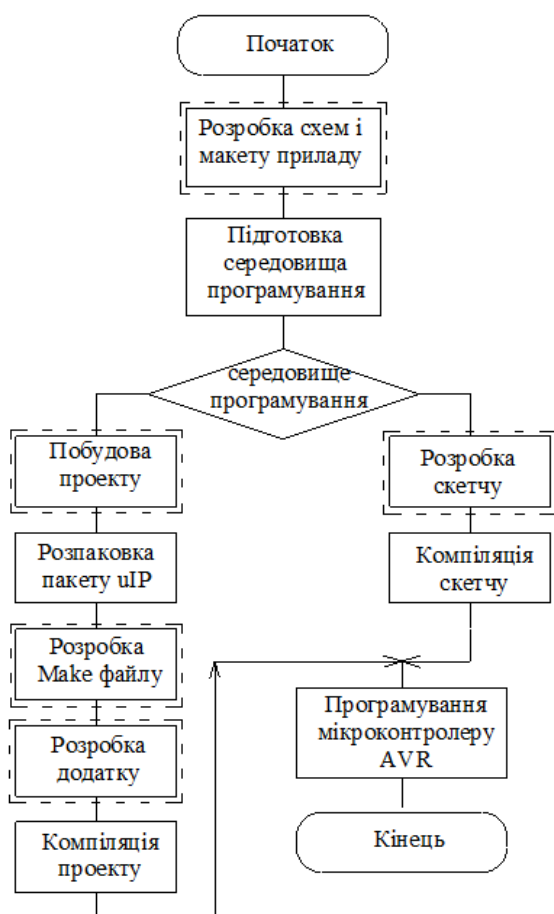 Початок
Розробка схем і
макету приладу
Підготовка
середовища
програмування
середовище
програмування
Побудова
проекту
Розпаковка
пакету uIP
Розробка
Make файлу
Розробка
додатку
Компіляція
проекту
Розробка
скетчу
Компіляція
скетчу
Програмування
мікроконтролеру
AVR
Кінець